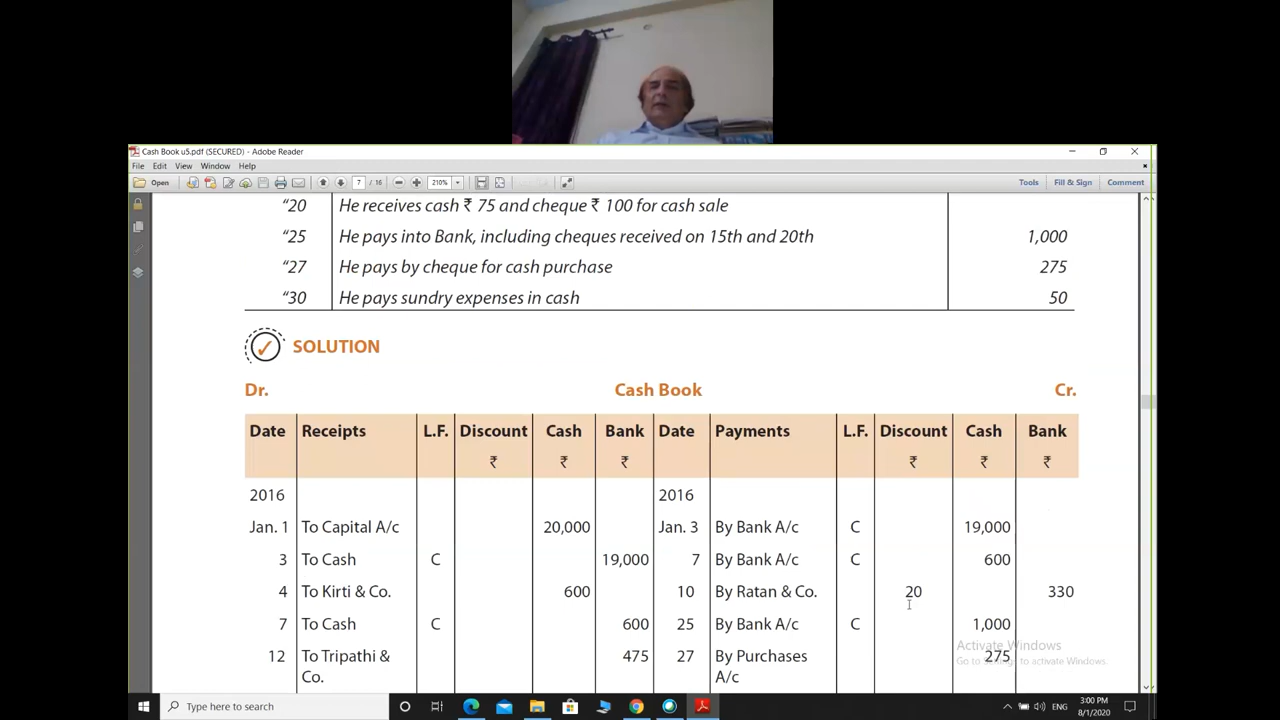 Cash Book u5.pdf (SECURED) - Adobe Reader
File Edit View Window Help
Open 7 / 16 210% Tools Fill & Sign Comment
“20 He receives cash ₹ 75 and cheque ₹ 100 for cash sale
“25 He pays into Bank, including cheques received on 15th and 20th 1,000
“27 He pays by cheque for cash purchase 275
“30 He pays sundry expenses in cash 50
SOLUTION
Dr. Cash Book Cr.
Date Receipts L.F. Discount Cash Bank Date Payments L.F. Discount Cash Bank
₹ ₹ ₹ ₹ ₹ ₹
2016 2016
Jan. 1 To Capital A/c 20,000 Jan. 3 By Bank A/c C 19,000
3 To Cash C 19,000 7 By Bank A/c C 600
4 To Kirti & Co. 600 10 By Ratan & Co. 20 330
7 To Cash C 600 25 By Bank A/c C 1,000
12 To Tripathi & 475 27 By Purchases 275
Co. A/c
Activate Windows
Go to Settings to activate Windows.
Type here to search
ENG
3:00 PM
8/1/2020